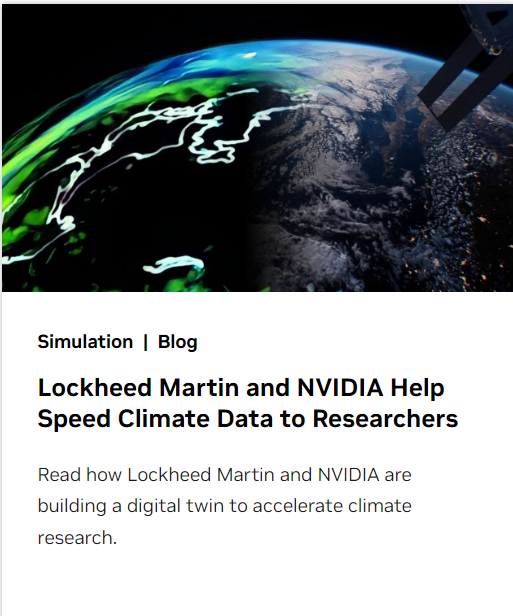 Simulation | Blog
Lockheed Martin and NVIDIA Help
Speed Climate Data to Researchers
Read how Lockheed Martin and NVIDIA are
building a digital twin to accelerate climate
research.